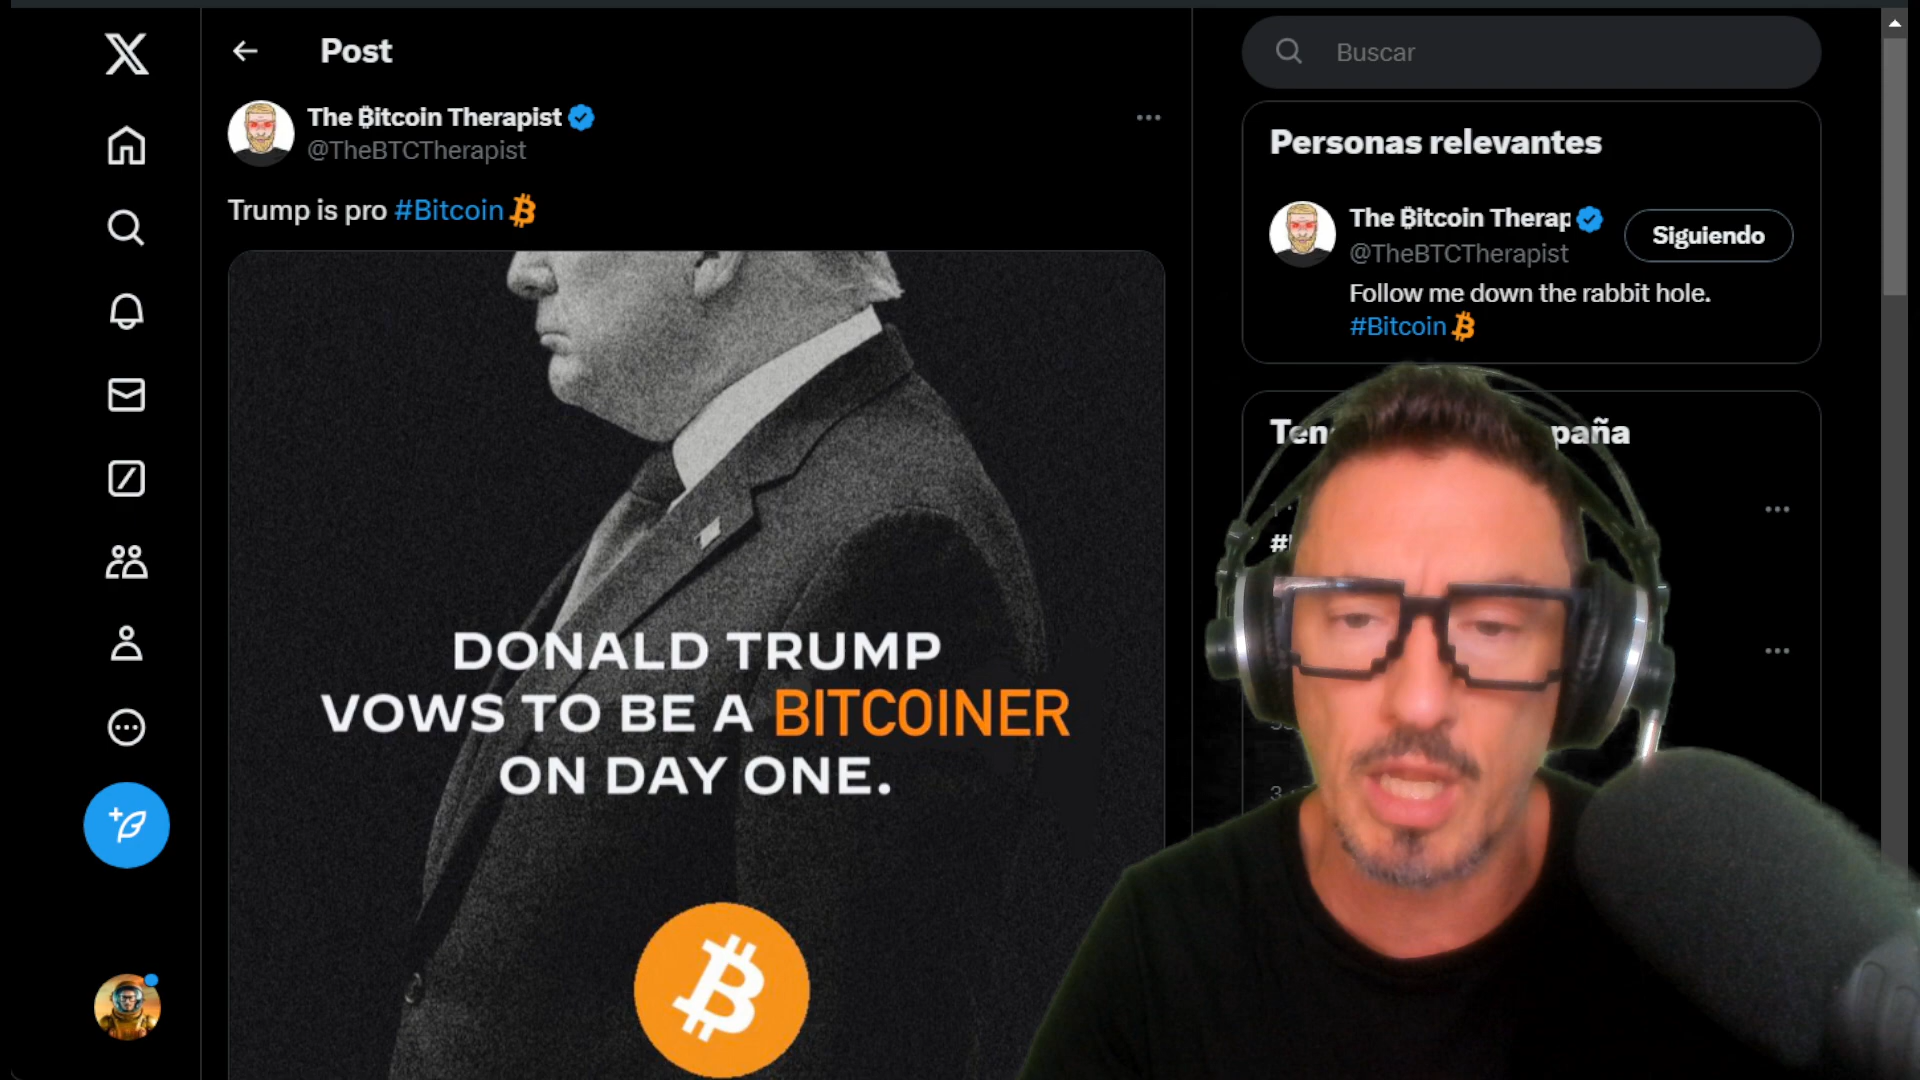 Post
The ₿itcoin Therapist
@TheBTCTherapist
Trump is pro #Bitcoin
DONALD TRUMP
VOWS TO BE A BITCOINER
ON DAY ONE.
Buscar
Personas relevantes
The ₿itcoin Therap
@TheBTCTherapist
Siguiendo
Follow me down the rabbit hole.
#Bitcoin